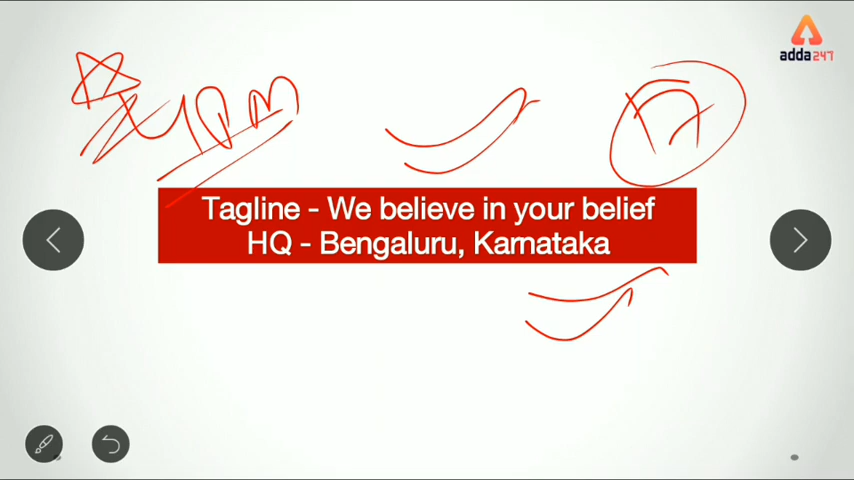 adda247
Tagline - We believe in your belief
HQ - Bengaluru, Karnataka